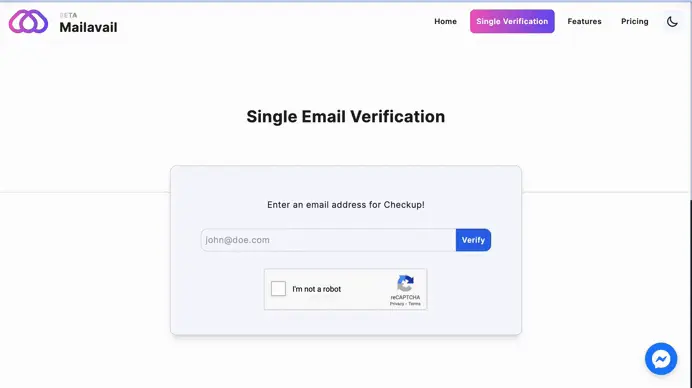 BETA
Mailavail
Home
Single Verification
Features
Pricing
Single Email Verification
Enter an email address for Checkup!
john@doe.com
Verify
I'm not a robot
reCAPTCHA
Privacy - Terms